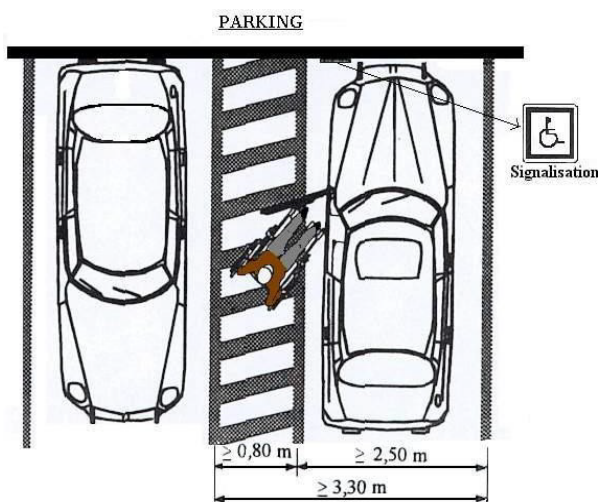 PARKING
Signalisation
≥ 0,80 m
≥ 2,50 m
≥ 3,30 m